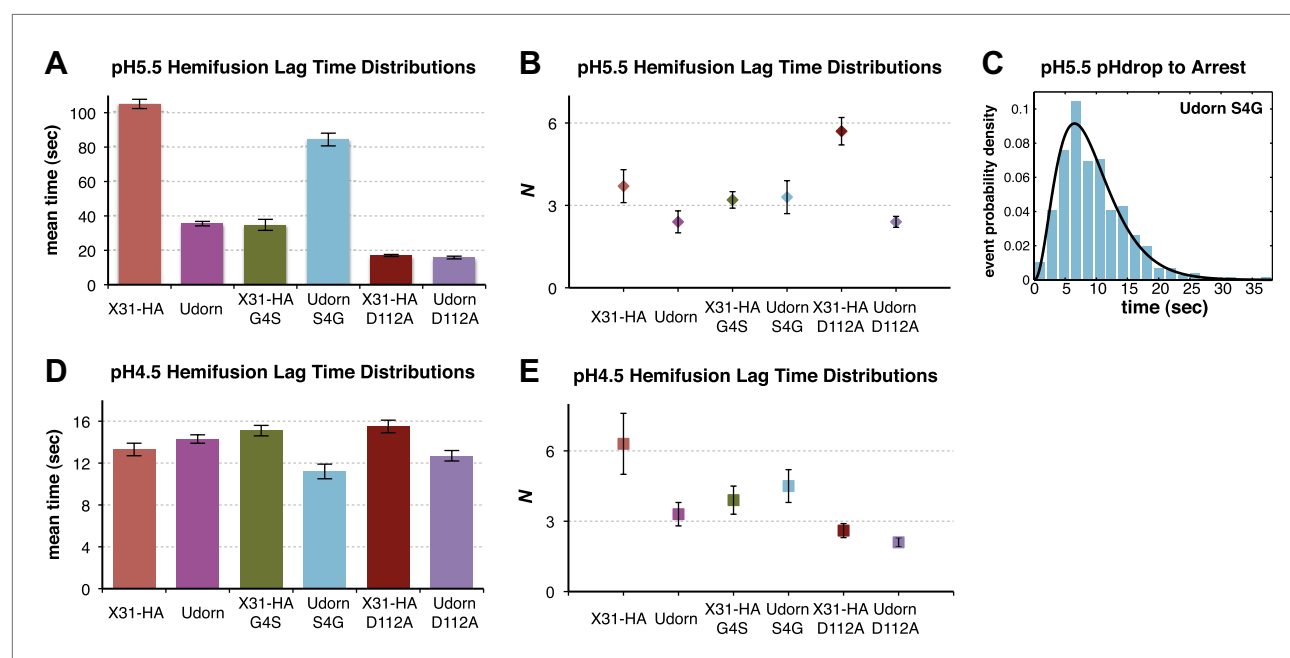 A
pH5.5 Hemifusion Lag Time Distributions
mean time (sec)
100
80
60
40
20
0
X31-HA
Udorn
X31-HA
G4S
Udorn
S4G
X31-HA
D112A
Udorn
D112A
B
pH5.5 Hemifusion Lag Time Distributions
N
6
3
0
X31-HA
Udorn
X31-HA
G4S
Udorn
S4G
X31-HA
D112A
Udorn
D112A
C
pH5.5 pHdrop to Arrest
Udorn S4G
event probability density
0.1
0.08
0.06
0.04
0.02
0
0 5 10 15 20 25 30 35
time (sec)
D
pH4.5 Hemifusion Lag Time Distributions
mean time (sec)
16
12
8
4
0
X31-HA
Udorn
X31-HA
G4S
Udorn
S4G
X31-HA
D112A
Udorn
D112A
E
pH4.5 Hemifusion Lag Time Distributions
N
6
3
0
X31-HA
Udorn
X31-HA
G4S
Udorn
S4G
X31-HA
D112A
Udorn
D112A